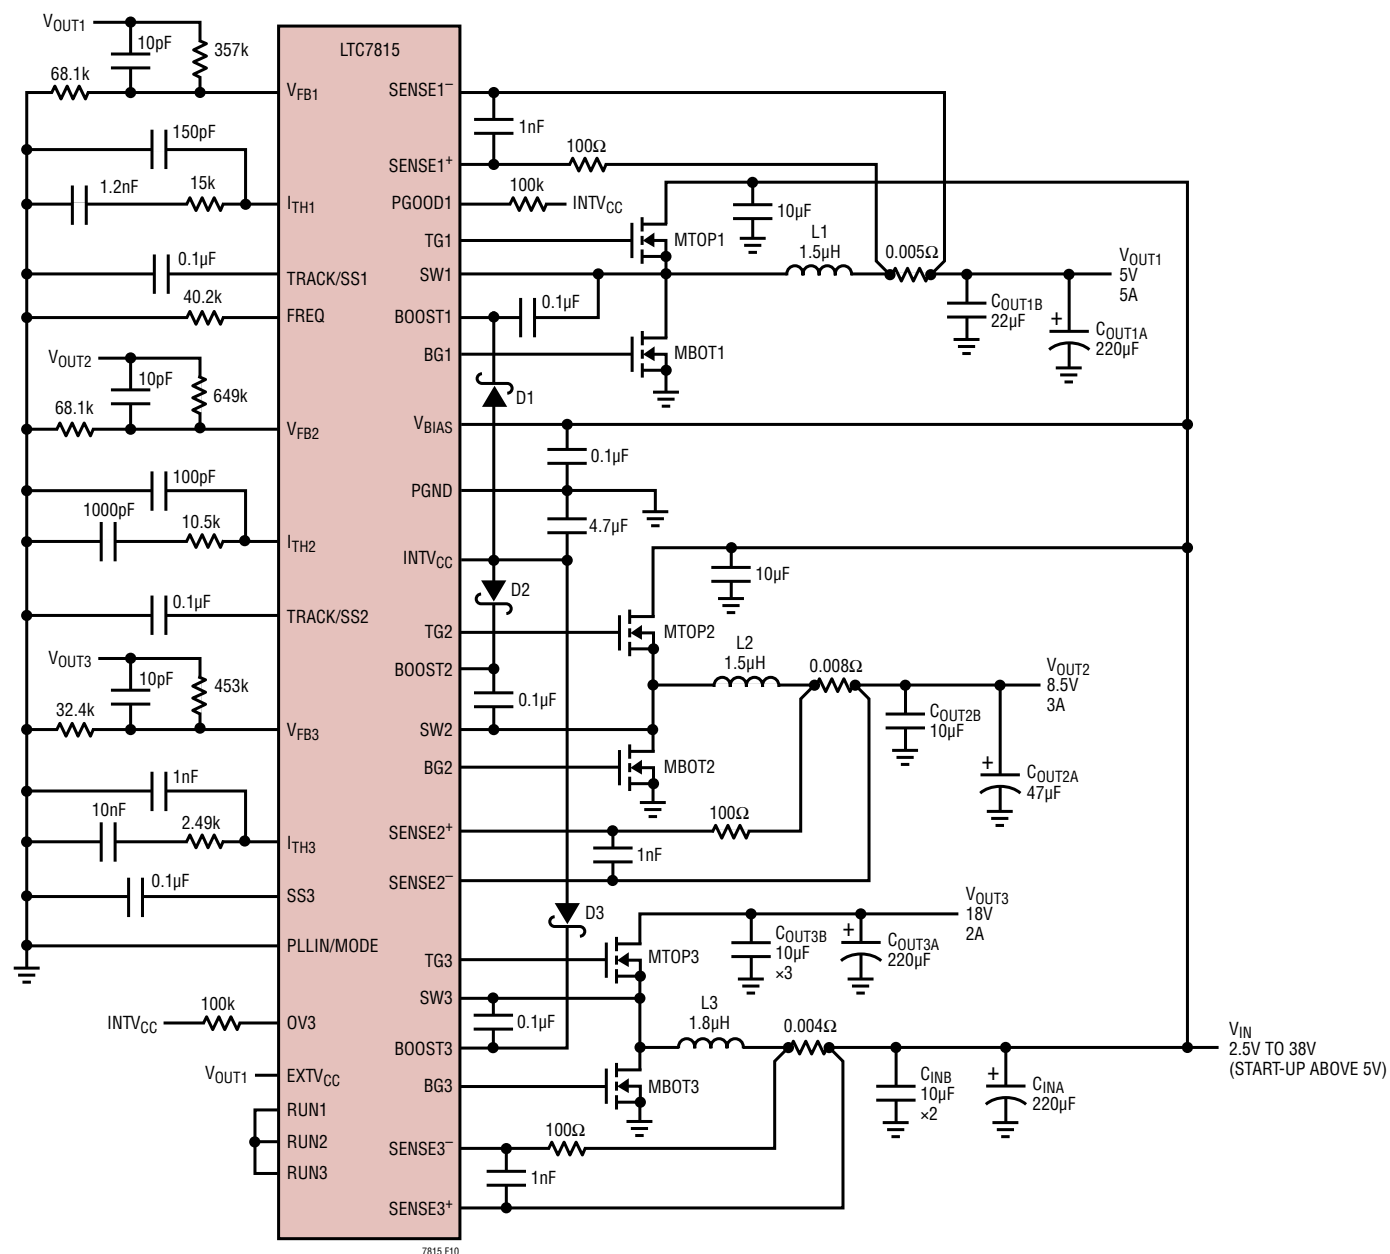 LTC7815
VOUT1
10pF
357k
68.1k
VFB1
150pF
1.2nF
15k
ITH1
0.1µF
TRACK/SS1
40.2k
FREQ
VOUT2
10pF
649k
68.1k
VFB2
100pF
1000pF
10.5k
ITH2
0.1µF
TRACK/SS2
VOUT3
10pF
453k
32.4k
VFB3
1nF
10nF
2.49k
ITH3
0.1µF
SS3
PLLIN/MODE
INTVCC
100k
OV3
VOUT1
EXTVCC
RUN1
RUN2
RUN3
SENSE1–
1nF
100Ω
SENSE1+
100k
PGOOD1
INTVCC
10µF
TG1
MTOP1
L1
1.5µH
0.005Ω
SW1
VOUT1
5V
5A
BOOST1
0.1µF
COUT1B
22µF
+
COUT1A
220µF
BG1
MBOT1
D1
VBIAS
0.1µF
PGND
4.7µF
INTVCC
10µF
D2
TG2
MTOP2
L2
1.5µH
0.008Ω
VOUT2
8.5V
3A
BOOST2
0.1µF
SW2
COUT2B
10µF
BG2
MBOT2
+
COUT2A
47µF
100Ω
SENSE2+
1nF
SENSE2–
D3
VOUT3
18V
2A
TG3
MTOP3
COUT3B
10µF
×3
+
COUT3A
220µF
SW3
0.1µF
L3
1.8µH
0.004Ω
BOOST3
VIN
2.5V TO 38V
(START-UP ABOVE 5V)
BG3
MBOT3
CINB
10µF
×2
+
CINA
220µF
100Ω
SENSE3–
1nF
SENSE3+
7815 F10